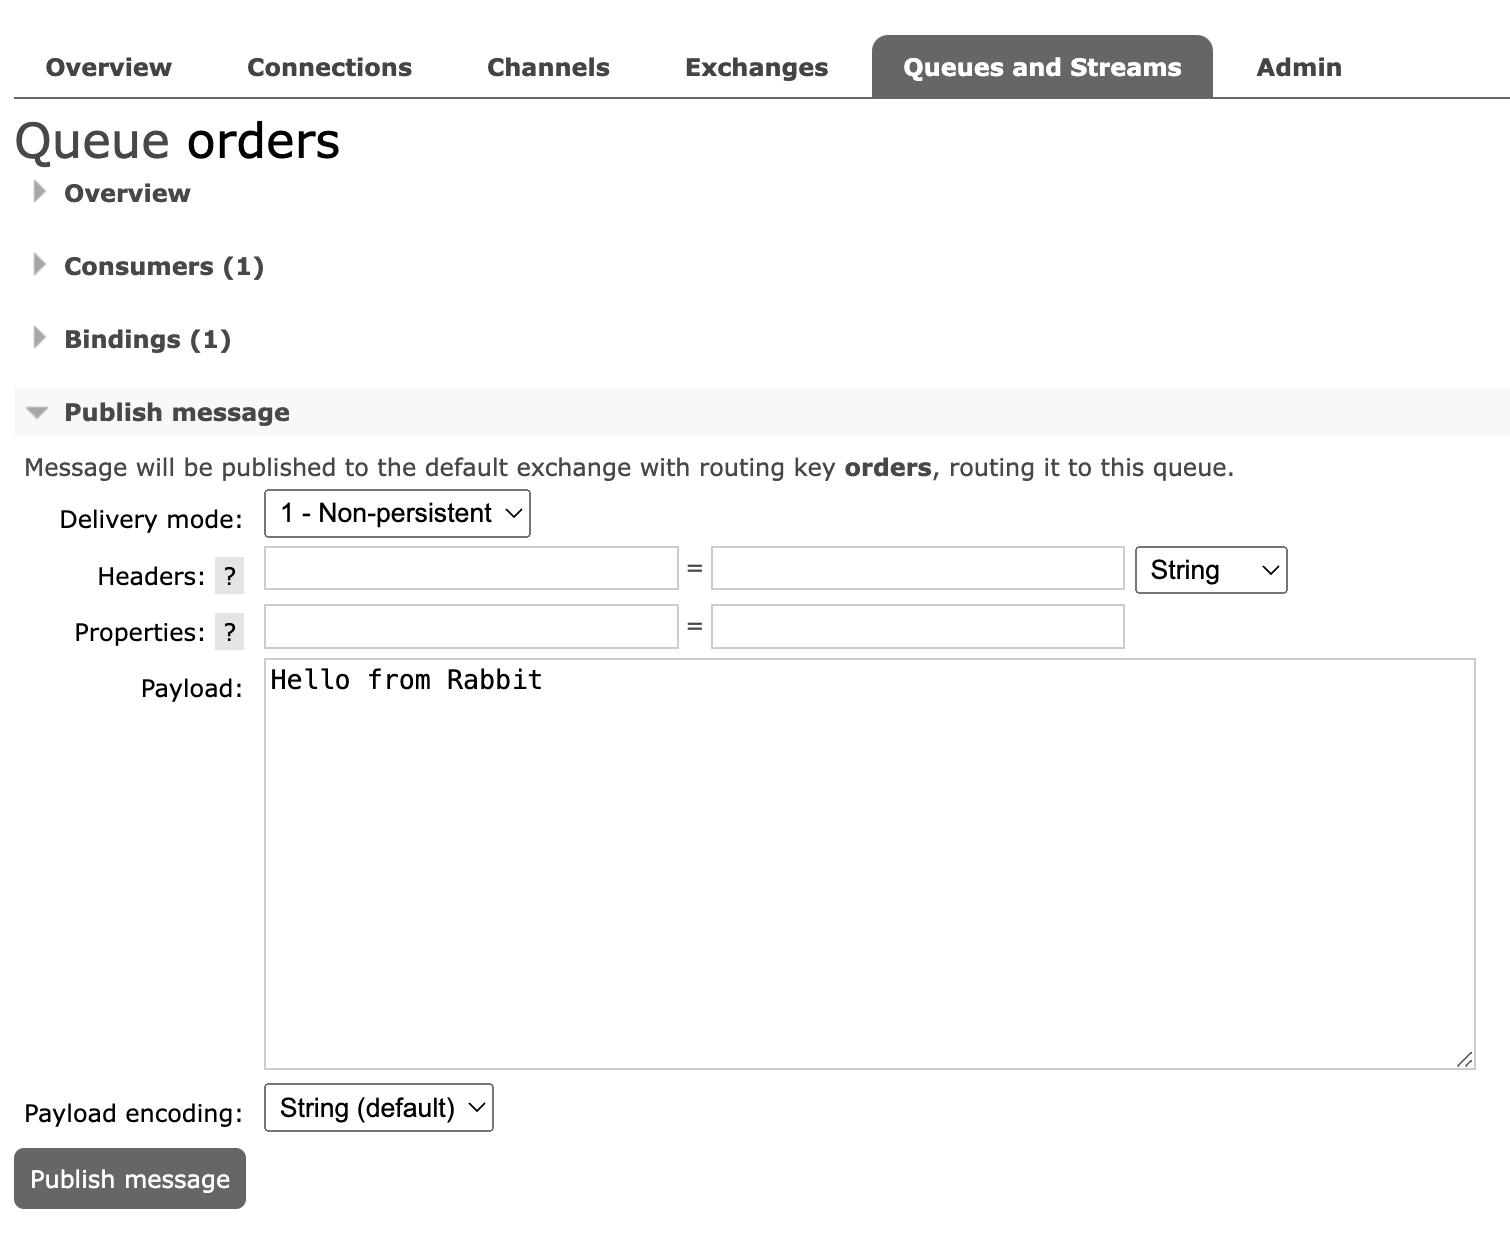 Overview Connections Channels Exchanges Queues and Streams Admin
Queue orders
Overview
Consumers (1)
Bindings (1)
Publish message
Message will be published to the default exchange with routing key orders, routing it to this queue.
Delivery mode: 1 - Non-persistent
Headers: ? = String
Properties: ? =
Payload: Hello from Rabbit
Payload encoding: String (default)
Publish message